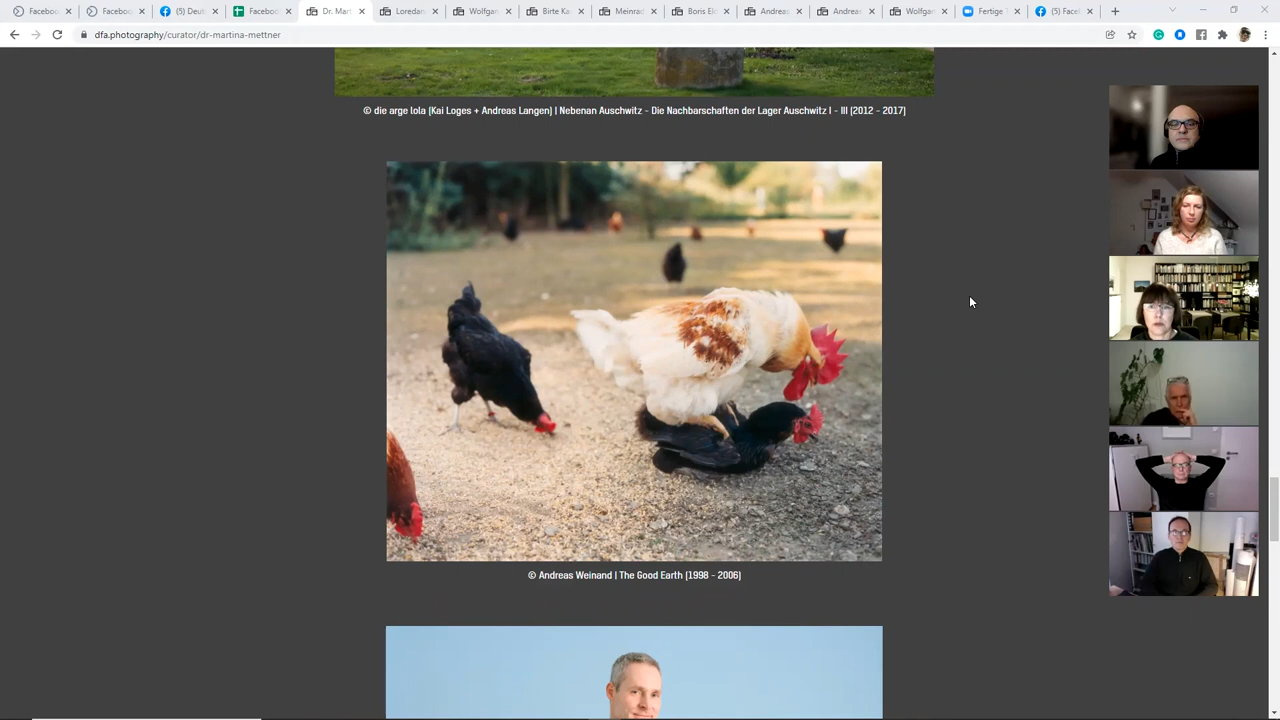 Faceboo
Faceboo
(5) Deut
Faceboo
Dr. Mart
Loredan
Wolfgan
Birte Ka
Meinrad
Boris Eld
Andreas
Andreas
Wolfgan
Fertige T
(5) Facel
dfa.photography/curator/dr-martina-mettner
© die arge lola (Kai Loges + Andreas Langen) | Nebenan Auschwitz - Die Nachbarschaften der Lager Auschwitz I - III (2012 - 2017)
© Andreas Weinand | The Good Earth (1998 - 2006)